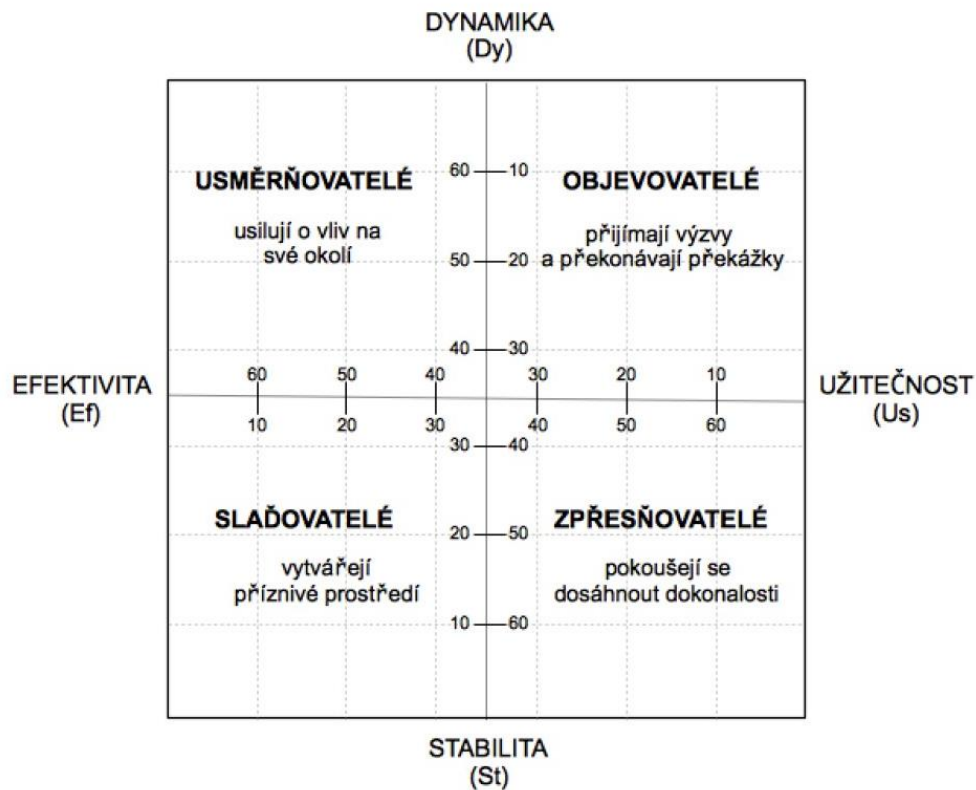 DYNAMIKA
(Dy)
60 10
USMĚRŇOVATELÉ OBJEVOVATELÉ
usilují o vliv na
své okolí
přijímají výzvy
a překonávají překážky
50 20
40 30
60 50 40 30 20 10
EFEKTIVITA
(Ef)
UŽITEČNOST
(Us)
10 20 30 40 50 60
30 40
SLAĎOVATELÉ ZPŘESŇOVATELÉ
20 50
vytvářejí
příznivé prostředí
pokoušejí se
dosáhnout dokonalosti
10 60
STABILITA
(St)